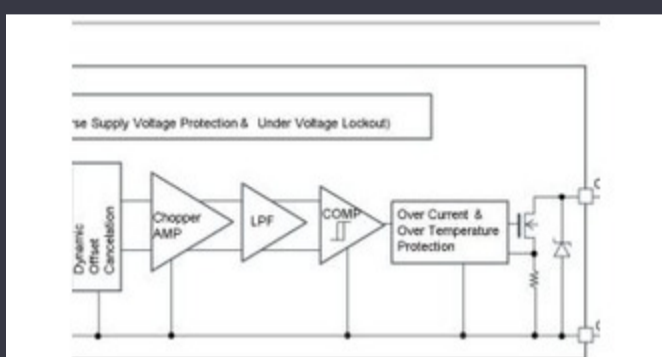 se Supply Voltage Protection & Under Voltage Lockout)
Dynamic
Offset
Cancelation
Chopper
AMP
LPF
COMP
Over Current &
Over Temperature
Protection